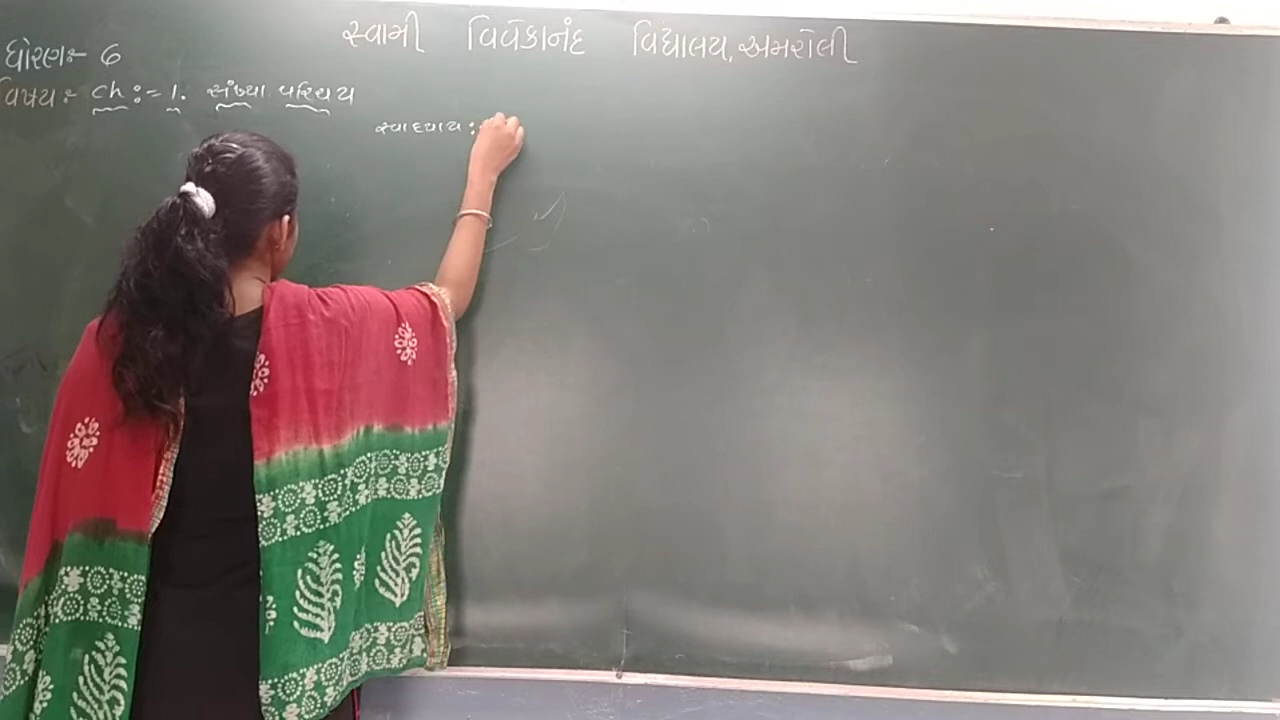 સ્વામી વિવેકાનંદ વિદ્યાલય, અમરોલી
ધોરણ:- 6
વિષય:- Ch:- 1. સંખ્યા પરિચય
સ્વાધ્યાય: